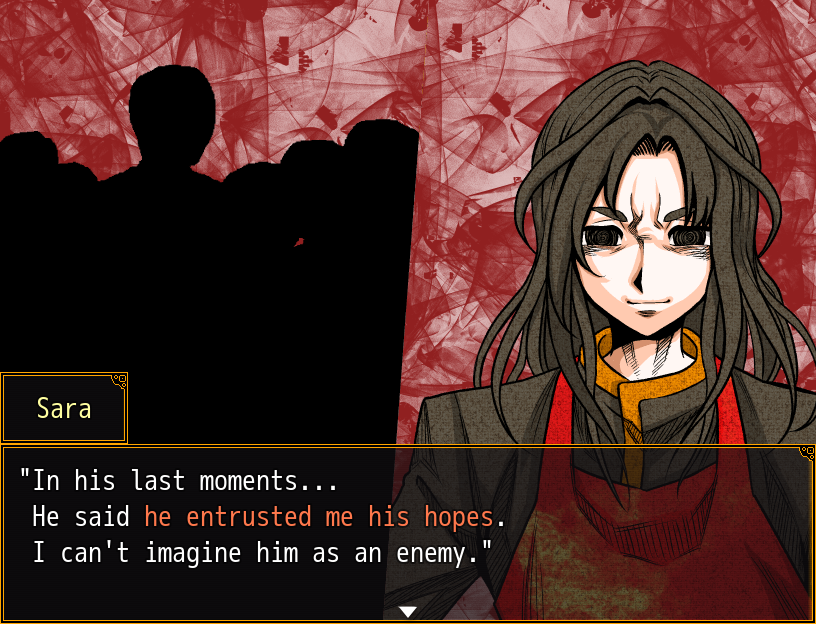 Sara
"In his last moments...
He said he entrusted me his hopes.
I can't imagine him as an enemy."